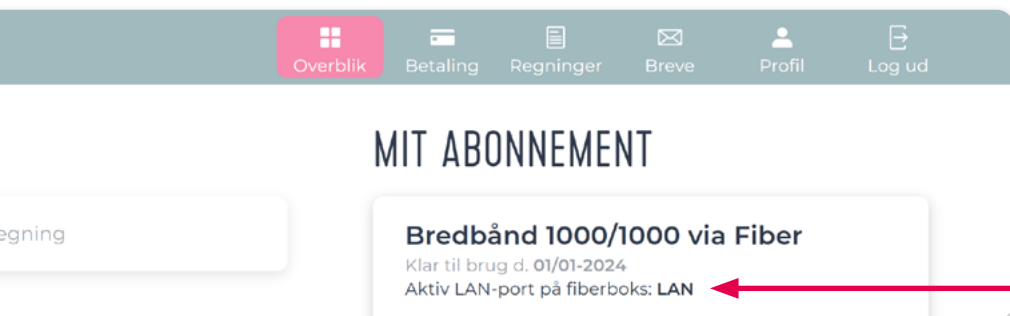 Overblik Betaling Regninger Breve Profil Log ud
MIT ABONNEMENT
Bredbånd 1000/1000 via Fiber
Klar til brug d. 01/01-2024
Aktiv LAN-port på fiberboks: LAN